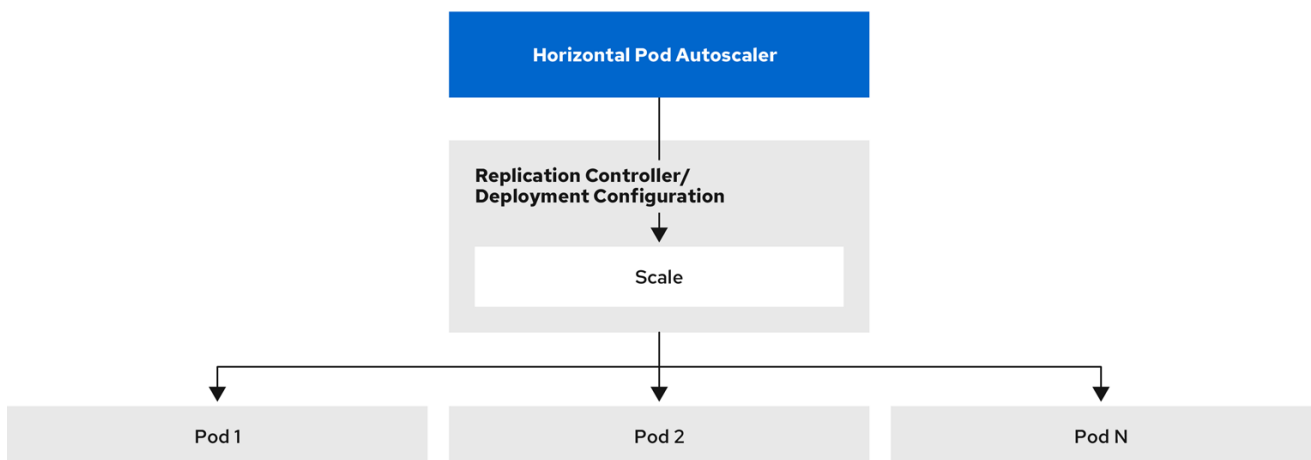 Horizontal Pod Autoscaler
Replication Controller/
Deployment Configuration
Scale
Pod 1
Pod 2
Pod N